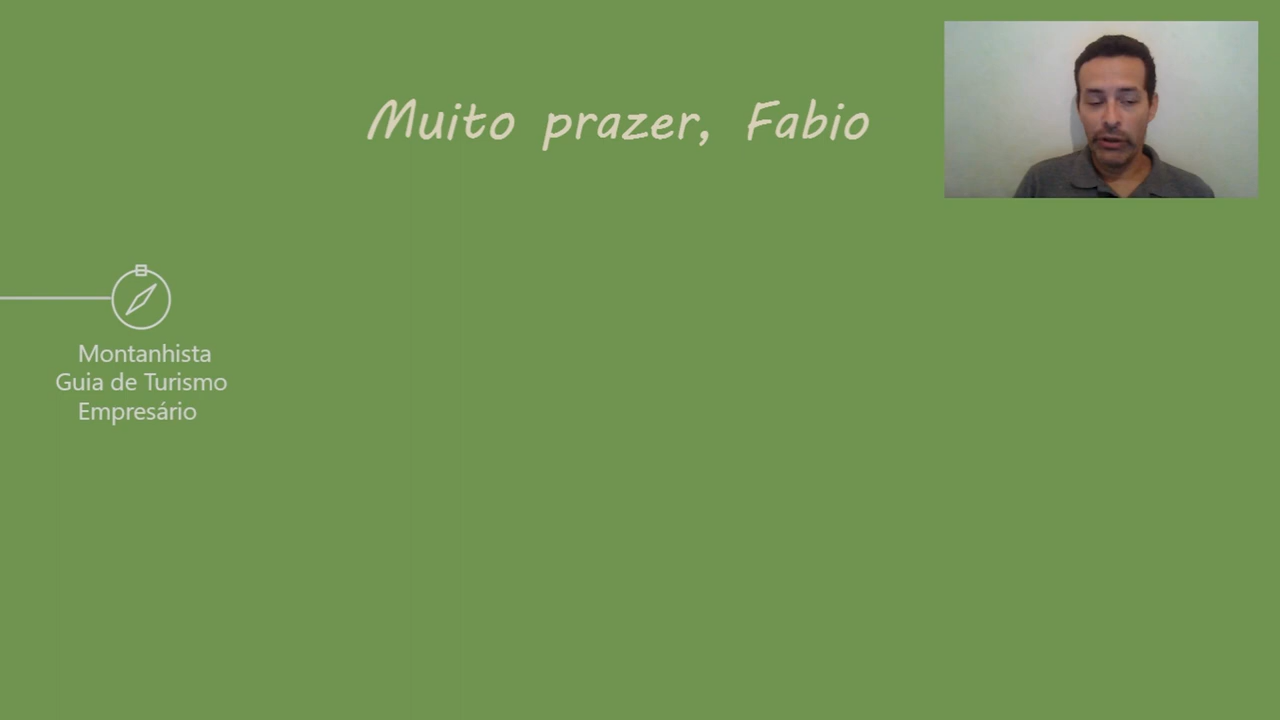 Muito prazer, Fabio
Montanhista
Guia de Turismo
Empresário